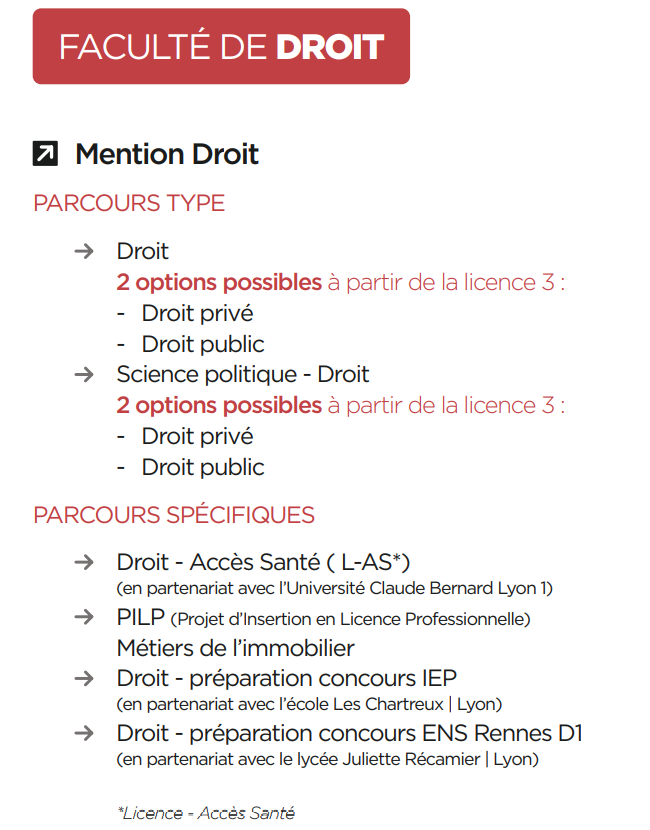 FACULTÉ DE DROIT
Mention Droit
PARCOURS TYPE
→ Droit
2 options possibles à partir de la licence 3 :
- Droit privé
- Droit public
→ Science politique - Droit
2 options possibles à partir de la licence 3 :
- Droit privé
- Droit public
PARCOURS SPÉCIFIQUES
→ Droit - Accès Santé ( L-AS*)
(en partenariat avec l'Université Claude Bernard Lyon 1)
→ PILP (Projet d'Insertion en Licence Professionnelle)
Métiers de l'immobilier
→ Droit - préparation concours IEP
(en partenariat avec l'école Les Chartreux | Lyon)
→ Droit - préparation concours ENS Rennes D1
(en partenariat avec le lycée Juliette Récamier | Lyon)
*Licence - Accès Santé